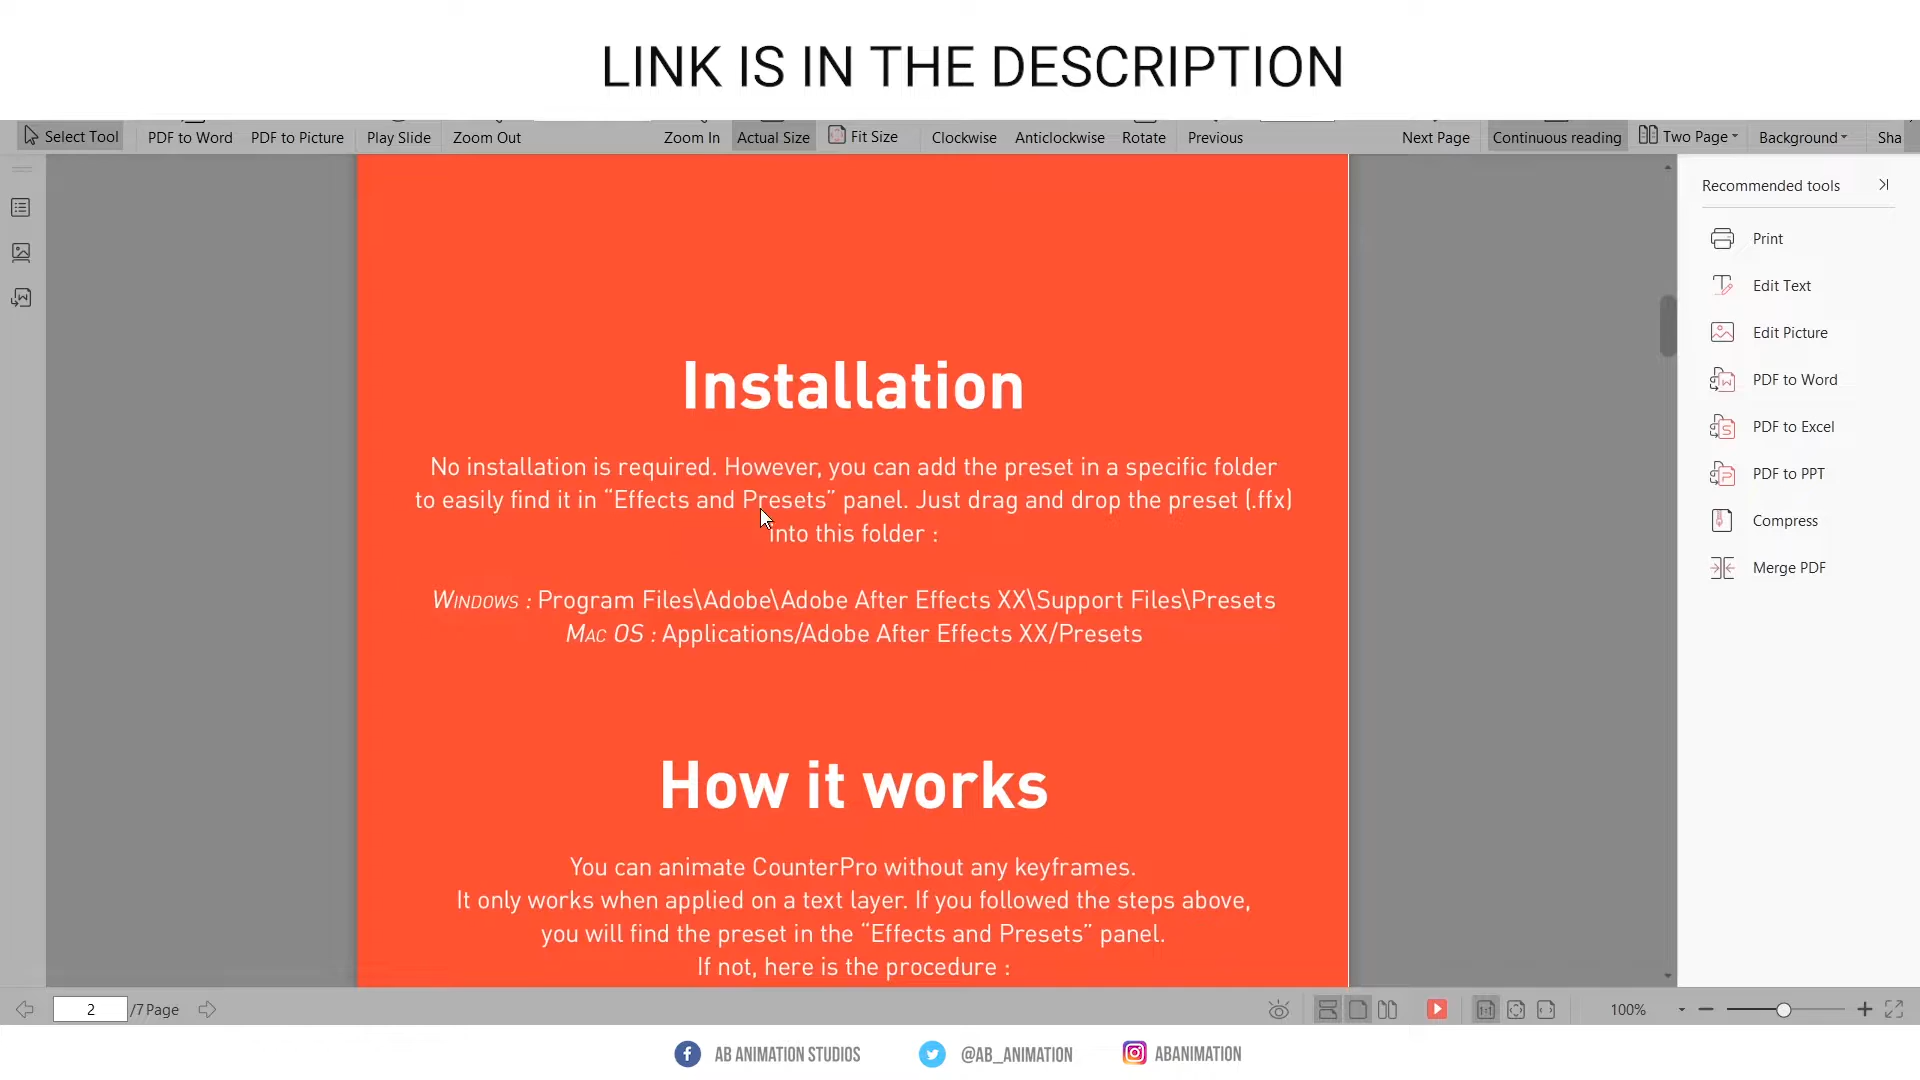 LINK IS IN THE DESCRIPTION
Select Tool PDF to Word PDF to Picture Play Slide Zoom Out Zoom In Actual Size Fit Size Clockwise Anticlockwise Rotate Previous Next Page Continuous reading Two Page Background Sha
Recommended tools
Print
Edit Text
Edit Picture
PDF to Word
PDF to Excel
PDF to PPT
Compress
Merge PDF
Installation
No installation is required. However, you can add the preset in a specific folder
to easily find it in “Effects and Presets” panel. Just drag and drop the preset (.ffx)
into this folder :
WINDOWS : Program Files\Adobe\Adobe After Effects XX\Support Files\Presets
MAC OS : Applications/Adobe After Effects XX/Presets
How it works
You can animate CounterPro without any keyframes.
It only works when applied on a text layer. If you followed the steps above,
you will find the preset in the “Effects and Presets” panel.
If not, here is the procedure :
2 /7Page 100%
AB ANIMATION STUDIOS @AB_ANIMATION ABANIMATION